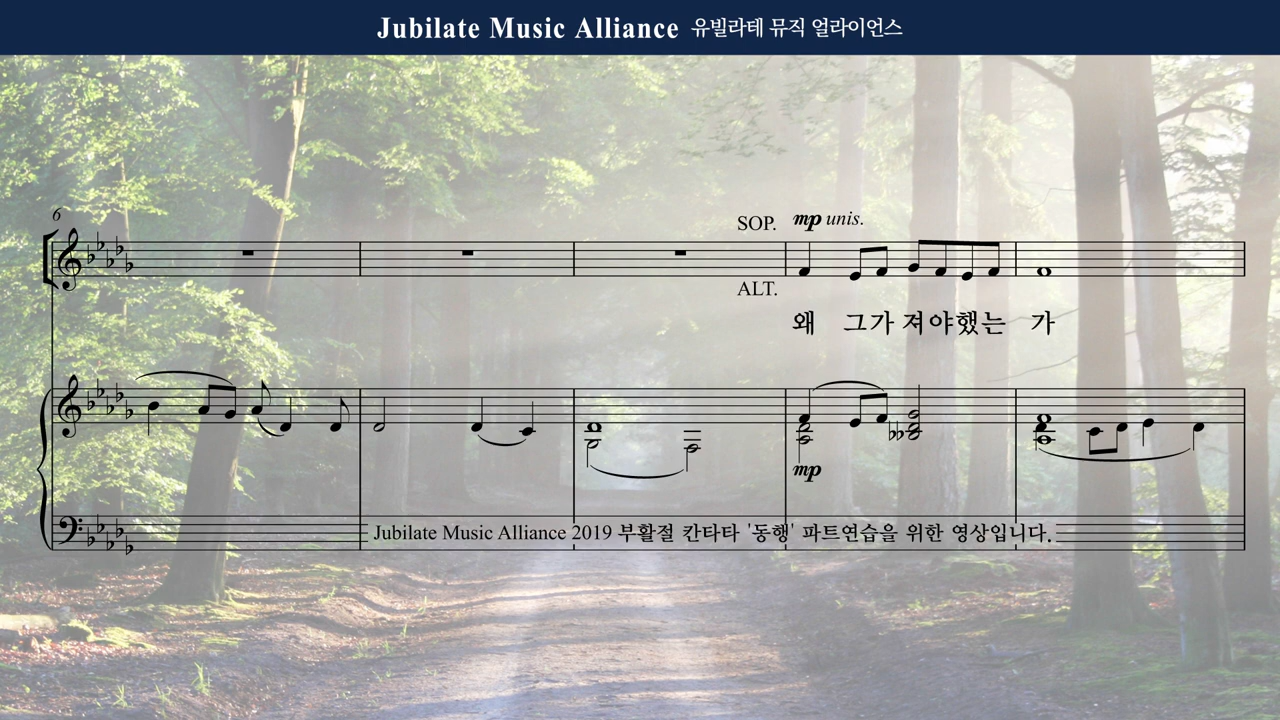 Jubilate Music Alliance 유빌라테 뮤직 얼라이언스
6
SOP. mp unis.
ALT.
왜 그가 져야했는 가
mp
Jubilate Music Alliance 2019 부활절 칸타타 '동행' 파트연습을 위한 영상입니다.